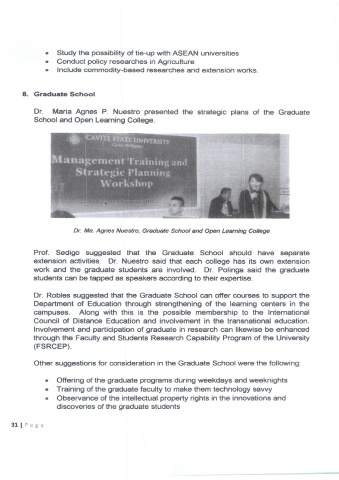 • Study the possibility of tie-up with ASEAN universities
• Conduct policy researches in Agriculture
• Include commodity-based researches and extension works.
8. Graduate School
Dr. Maria Agnes P. Nuestro presented the strategic plans of the Graduate
School and Open Learning College.
CAVITE STATE UNIVERSITY
Management Training and
Strategic Planning
Workshop
Dr. Ma. Agnes Nuestro, Graduate School and Open Learning College
Prof. Sedigo suggested that the Graduate School should have separate
extension activities. Dr. Nuestro said that each college has its own extension
work and the graduate students are involved. Dr. Polinga said the graduate
students can be tapped as speakers according to their expertise.
Dr. Robles suggested that the Graduate School can offer courses to support the
Department of Education through strengthening of the learning centers in the
campuses. Along with this is the possible membership to the International
Council of Distance Education and involvement in the transnational education.
Involvement and participation of graduate in research can likewise be enhanced
through the Faculty and Students Research Capability Program of the University
(FSRCEP).
Other suggestions for consideration in the Graduate School were the following:
• Offering of the graduate programs during weekdays and weeknights
• Training of the graduate faculty to make them technology savvy
• Observance of the intellectual property rights in the innovations and
discoveries of the graduate students
31 | P a g e